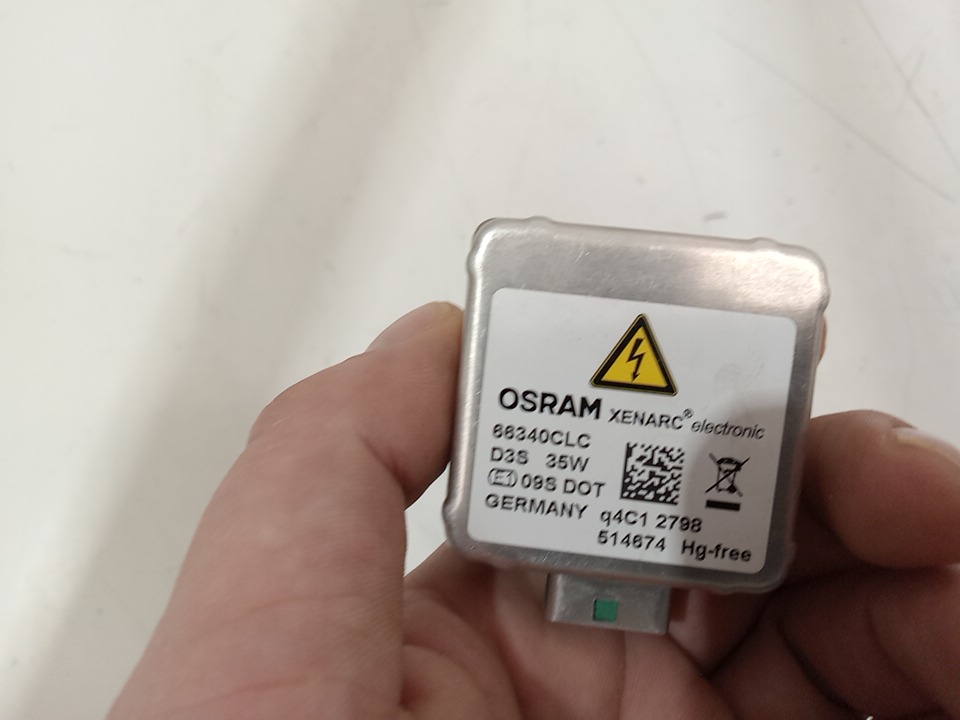 OSRAM XENARC® electronic
66340CLC
D3S 35W
E1 09S DOT
GERMANY q4C1 2798
514674 Hg-free